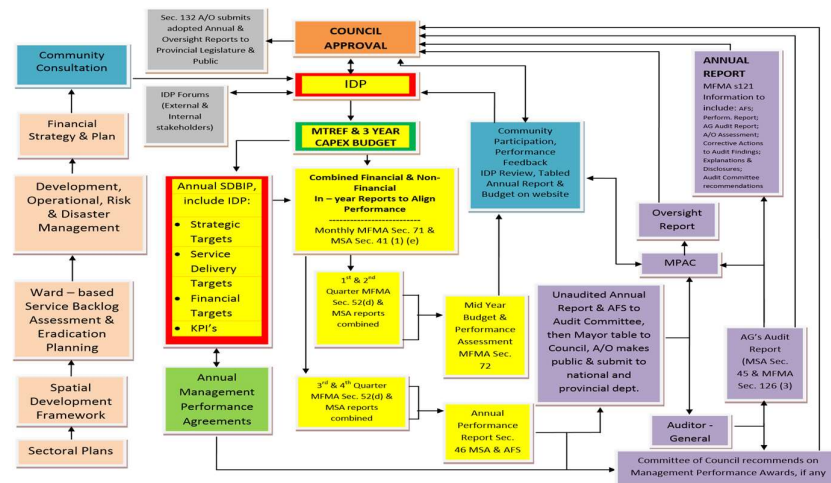 Sec. 132 A/O submits
adopted Annual &
Oversight Reports to
Provincial Legislature &
Public
COUNCIL
APPROVAL
Community
Consultation
IDP
IDP Forums
(External &
Internal
stakeholders)
Financial
Strategy & Plan
MTREF & 3 YEAR
CAPEX BUDGET
Community
Participation,
Performance
Feedback
IDP Review, Tabled
Annual Report &
Budget on website
ANNUAL
REPORT
MFMA s121
Information to
include: AFS;
Perform. Report;
AG Audit Report;
A/O Assessment;
Corrective Actions
to Audit Findings;
Explanations &
Disclosures;
Audit Committee
recommendations
Development,
Operational, Risk
& Disaster
Management
Annual SDBIP,
include IDP:
• Strategic
Targets
• Service
Delivery
Targets
• Financial
Targets
• KPI's
Combined Financial & Non-
Financial
In – year Reports to Align
Performance
-------------------------
Monthly MFMA Sec. 71 &
MSA Sec. 41 (1) (e)
Oversight
Report
MPAC
Ward – based
Service Backlog
Assessment &
Eradication
Planning
1st & 2nd
Quarter MFMA
Sec. 52(d) &
MSA reports
combined
Mid Year
Budget &
Performance
Assessment
MFMA Sec.
72
Unaudited Annual
Report & AFS to
Audit Committee,
then Mayor table to
Council, A/O makes
public & submit to
national and
provincial dept.
AG's Audit
Report
(MSA Sec.
45 & MFMA
Sec. 126 (3)
Spatial
Development
Framework
Annual
Management
Performance
Agreements
3rd & 4th Quarter
MFMA Sec. 52(d) &
MSA reports
combined
Annual
Performance
Report Sec.
46 MSA & AFS
Auditor -
General
Sectoral Plans
Committee of Council recommends on
Management Performance Awards, if any